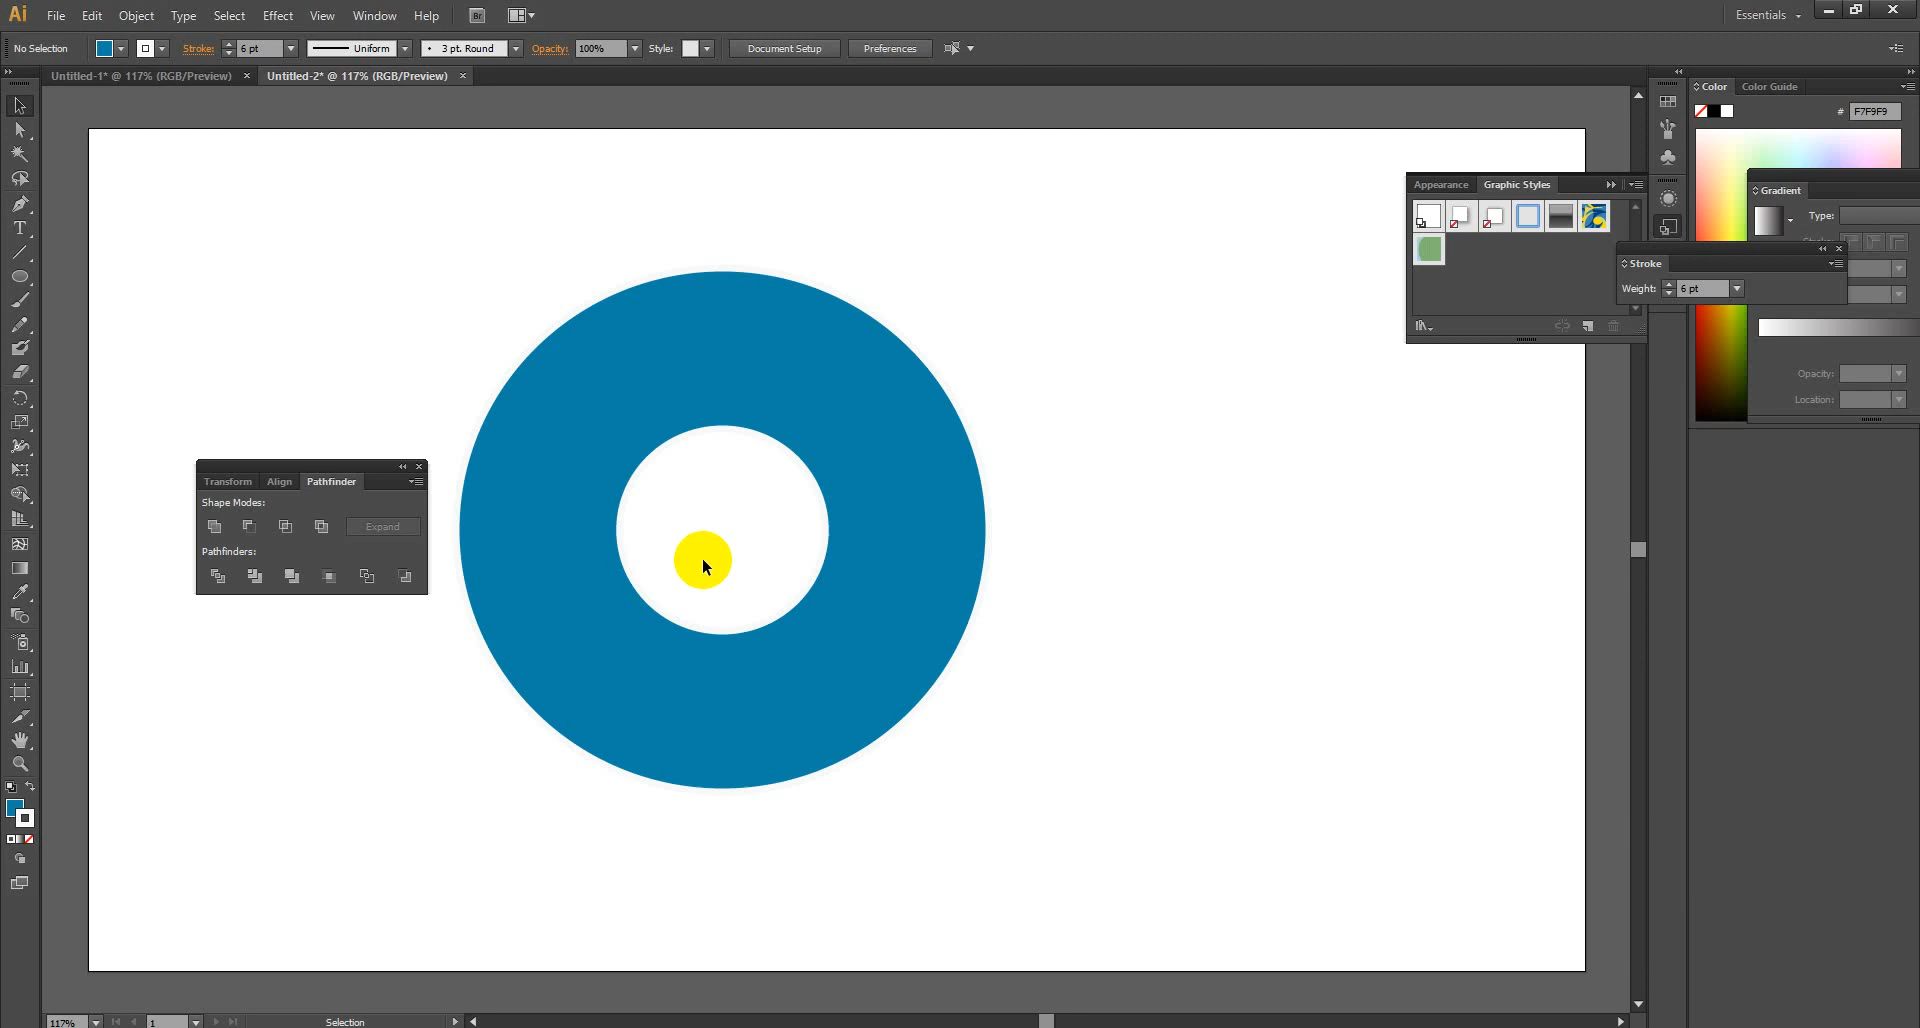 Ai File Edit Object Type Select Effect View Window Help Br Essentials
No Selection Stroke: 6 pt Uniform 3 pt. Round Opacity: 100% Style: Document Setup Preferences
Untitled-1* @ 117% (RGB/Preview) Untitled-2* @ 117% (RGB/Preview)
Color Color Guide
# F7F9F9
Appearance Graphic Styles
Gradient
Type:
Stroke
Weight: 6 pt
Opacity:
Location:
Transform Align Pathfinder
Shape Modes:
Expand
Pathfinders:
117% 1 Selection